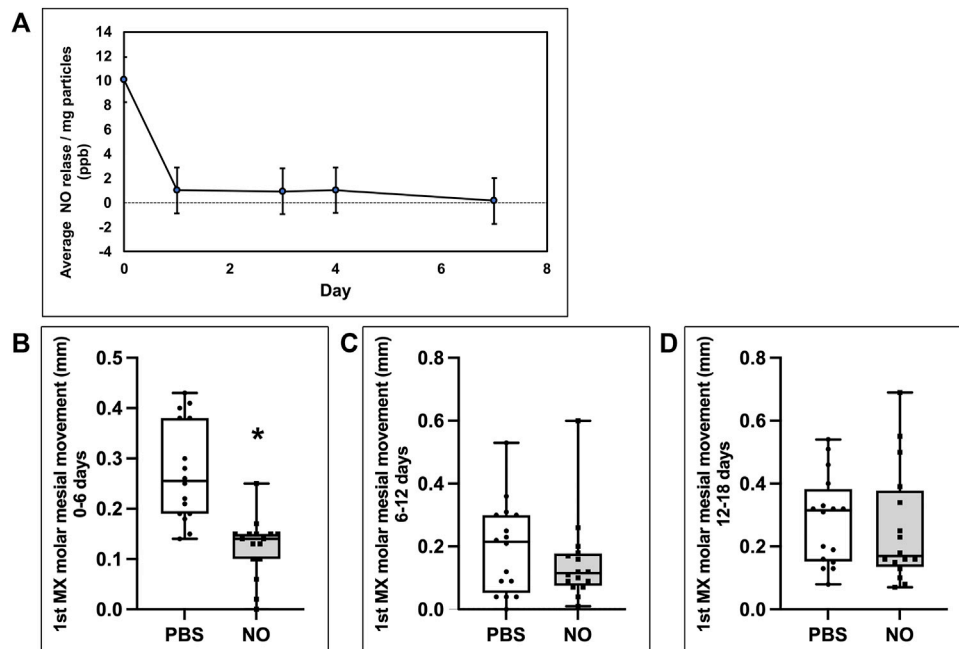 A
Average NO relase / mg particles
(ppb)
14
12
10
8
6
4
2
0
-2
-4
0 2 4 6 8
Day
B
1st MX molar mesial movement (mm)
0-6 days
0.5
0.4
0.3
0.2
0.1
0.0
*
PBS NO
C
1st MX molar mesial movement (mm)
6-12 days
0.8
0.6
0.4
0.2
0.0
PBS NO
D
1st MX molar mesial movement (mm)
12-18 days
0.8
0.6
0.4
0.2
0.0
PBS NO